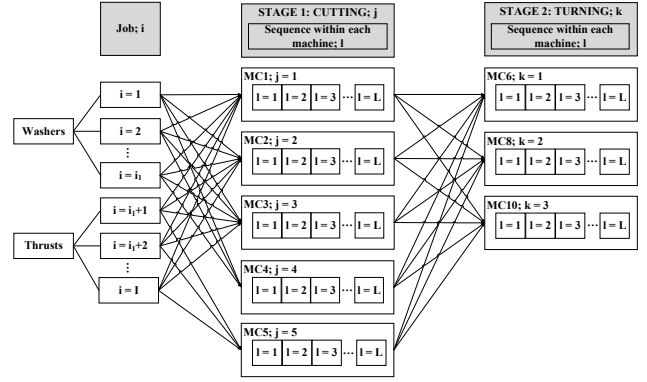 Job; i
STAGE 1: CUTTING; j
Sequence within each
machine; l
STAGE 2: TURNING; k
Sequence within each
machine; l
Washers
Thrusts
i = 1
i = 2
⋮
i = i₁
i = i₁+1
i = i₁+2
⋮
i = I
MC1; j = 1
l = 1 l = 2 l = 3 ··· l = L
MC2; j = 2
l = 1 l = 2 l = 3 ··· l = L
MC3; j = 3
l = 1 l = 2 l = 3 ··· l = L
MC4; j = 4
l = 1 l = 2 l = 3 ··· l = L
MC5; j = 5
l = 1 l = 2 l = 3 ··· l = L
MC6; k = 1
l = 1 l = 2 l = 3 ··· l = L
MC8; k = 2
l = 1 l = 2 l = 3 ··· l = L
MC10; k = 3
l = 1 l = 2 l = 3 ··· l = L